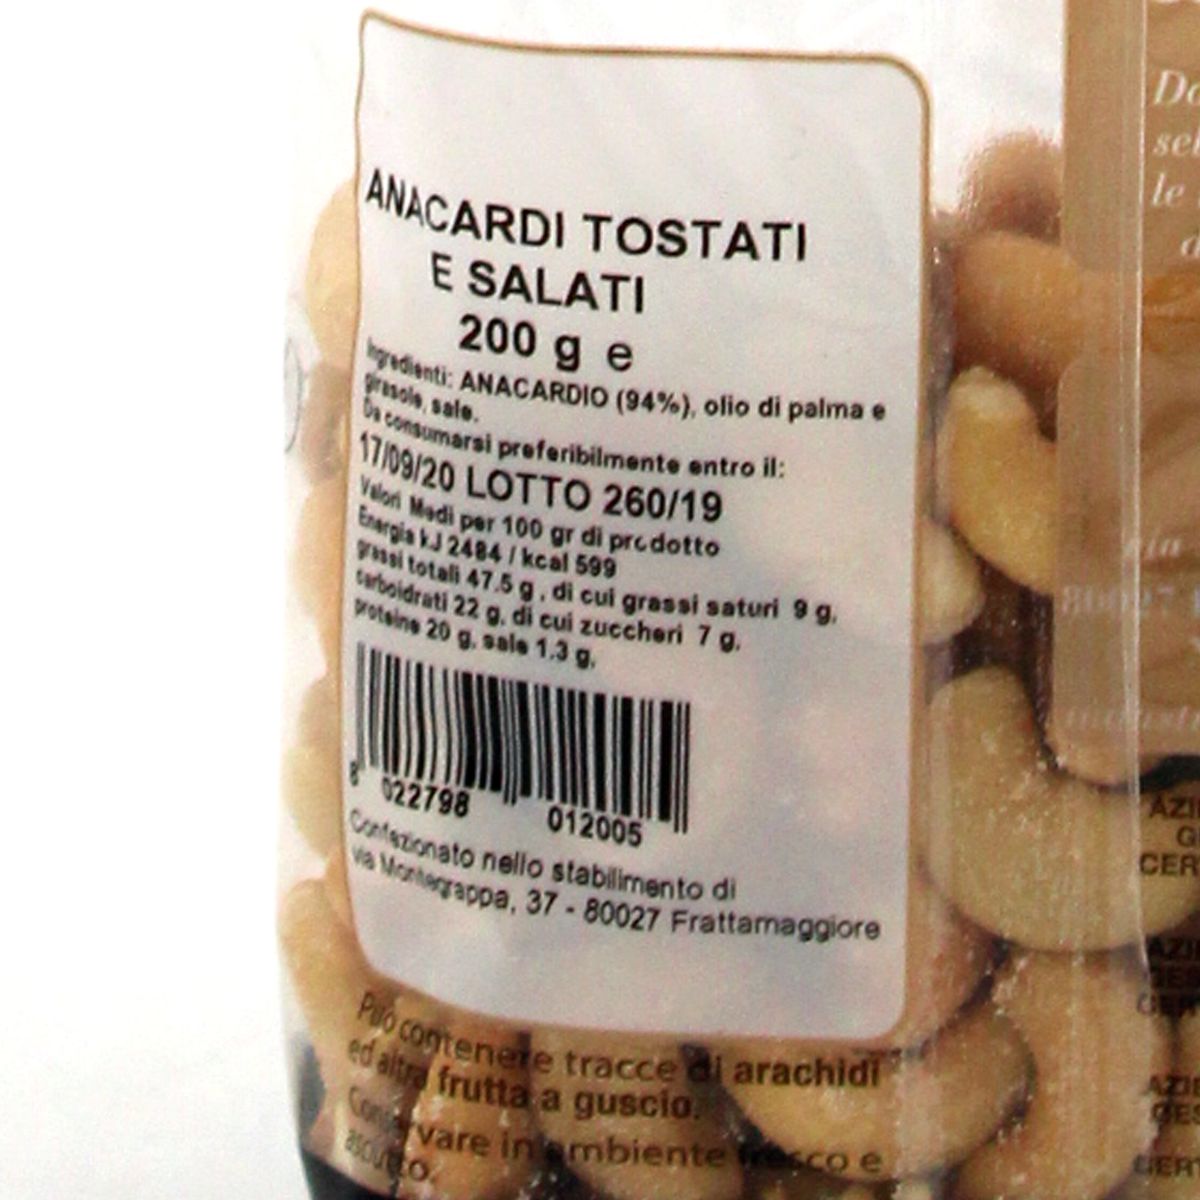 ANACARDI TOSTATI
E SALATI
200 g e
Ingredienti: ANACARDIO (94%), olio di palma e
girasole, sale.
Da consumarsi preferibilmente entro il:
17/09/20 LOTTO 260/19
Valori Medi per 100 gr di prodotto
Energia kJ 2484 / kcal 599
grassi totali 47.5 g , di cui grassi saturi 9 g,
carboidrati 22 g, di cui zuccheri 7 g,
proteine 20 g, sale 1.3 g,
8 022798 012005
Confezionato nello stabilimento di
via Montegrappa, 37 - 80027 Frattamaggiore
Può contenere tracce di arachidi
ed altra frutta a guscio.
Conservare in ambiente fresco e
asciutto.
le
80027
CER